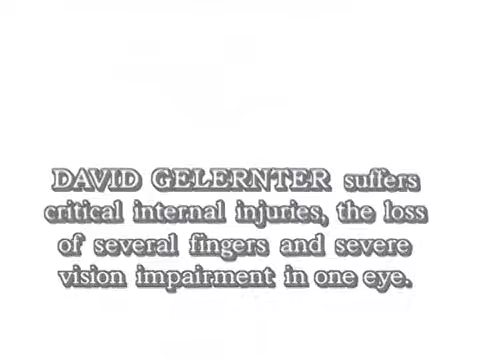 DAVID GELERNTER suffers
critical internal injuries, the loss
of several fingers and severe
vision impairment in one eye.